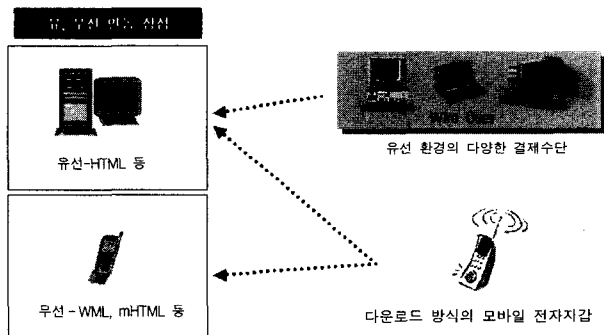 유, 무선 연동 상점
유선-HTML 등
유선 환경의 다양한 결재수단
무선 - WML, mHTML 등
다운로드 방식의 모바일 전자지갑